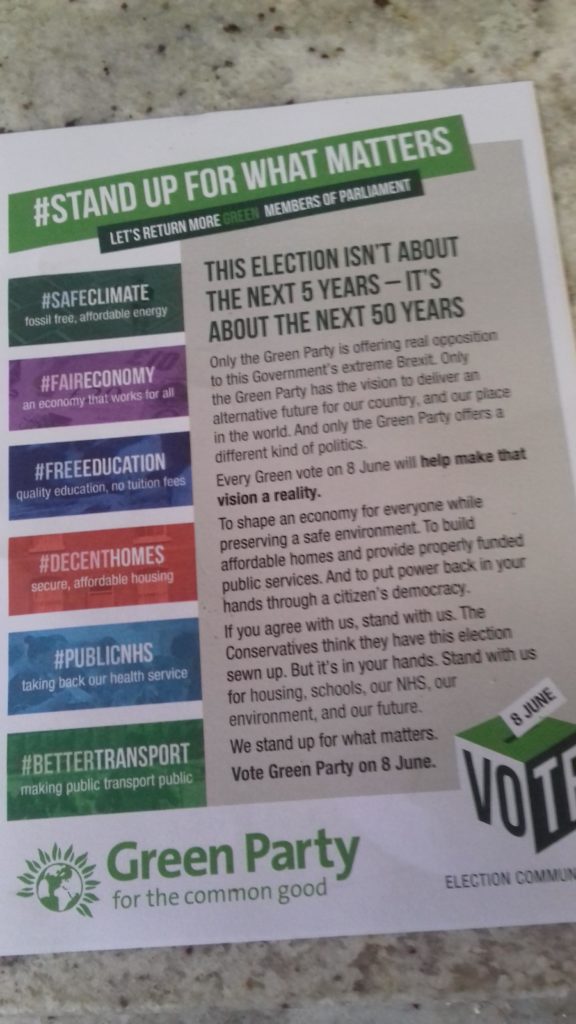 #STAND UP FOR WHAT MATTERS
LET'S RETURN MORE GREEN MEMBERS OF PARLIAMENT
#SAFECLIMATE
fossil free, affordable energy
#FAIRECONOMY
an economy that works for all
#FREEEDUCATION
quality education, no tuition fees
#DECENTHOMES
secure, affordable housing
#PUBLICNHS
taking back our health service
#BETTERTRANSPORT
making public transport public
THIS ELECTION ISN'T ABOUT
THE NEXT 5 YEARS – IT'S
ABOUT THE NEXT 50 YEARS
Only the Green Party is offering real opposition
to this Government's extreme Brexit. Only
the Green Party has the vision to deliver an
alternative future for our country, and our place
in the world. And only the Green Party offers a
different kind of politics.
Every Green vote on 8 June will help make that
vision a reality.
To shape an economy for everyone while
preserving a safe environment. To build
affordable homes and provide properly funded
public services. And to put power back in your
hands through a citizen's democracy.
If you agree with us, stand with us. The
Conservatives think they have this election
sewn up. But it's in your hands. Stand with us
for housing, schools, our NHS, our
environment, and our future.
We stand up for what matters.
Vote Green Party on 8 June.
8 JUNE
VOTE
Green Party
for the common good
ELECTION COMMUN